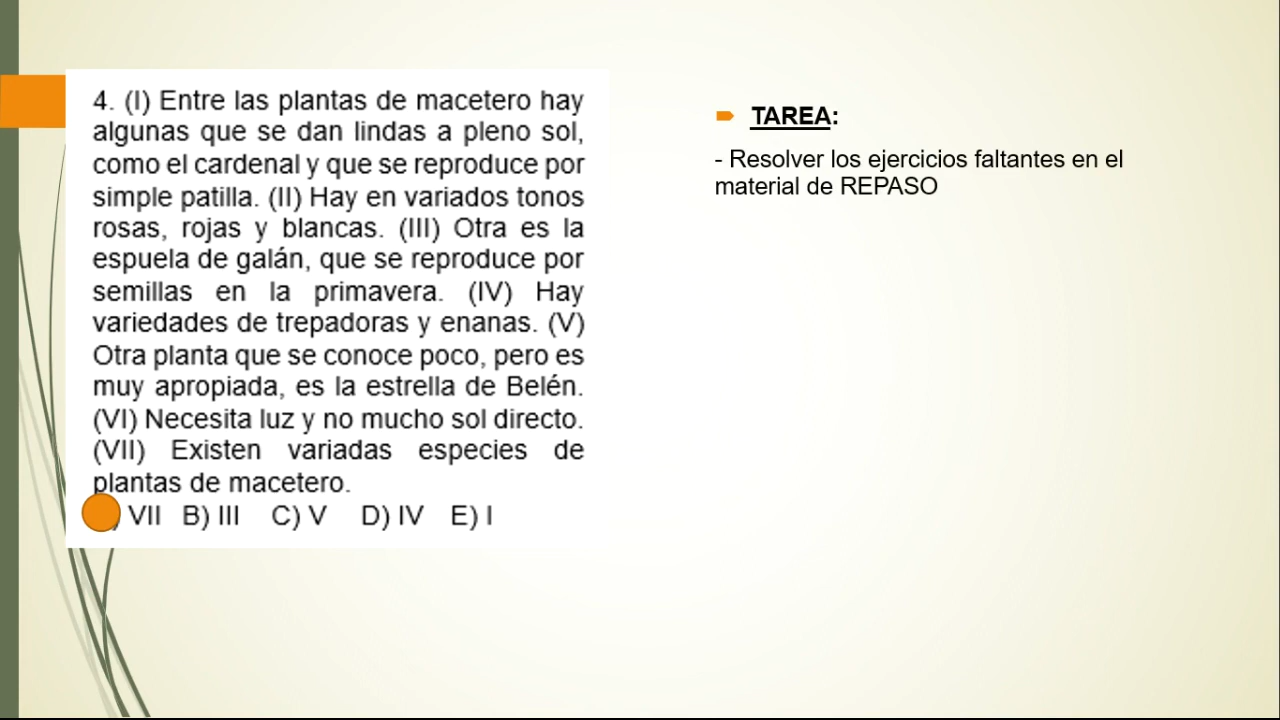 4. (I) Entre las plantas de macetero hay
algunas que se dan lindas a pleno sol,
como el cardenal y que se reproduce por
simple patilla. (II) Hay en variados tonos
rosas, rojas y blancas. (III) Otra es la
espuela de galán, que se reproduce por
semillas en la primavera. (IV) Hay
variedades de trepadoras y enanas. (V)
Otra planta que se conoce poco, pero es
muy apropiada, es la estrella de Belén.
(VI) Necesita luz y no mucho sol directo.
(VII) Existen variadas especies de
plantas de macetero.
) VII B) III C) V D) IV E) I
TAREA:
- Resolver los ejercicios faltantes en el
material de REPASO